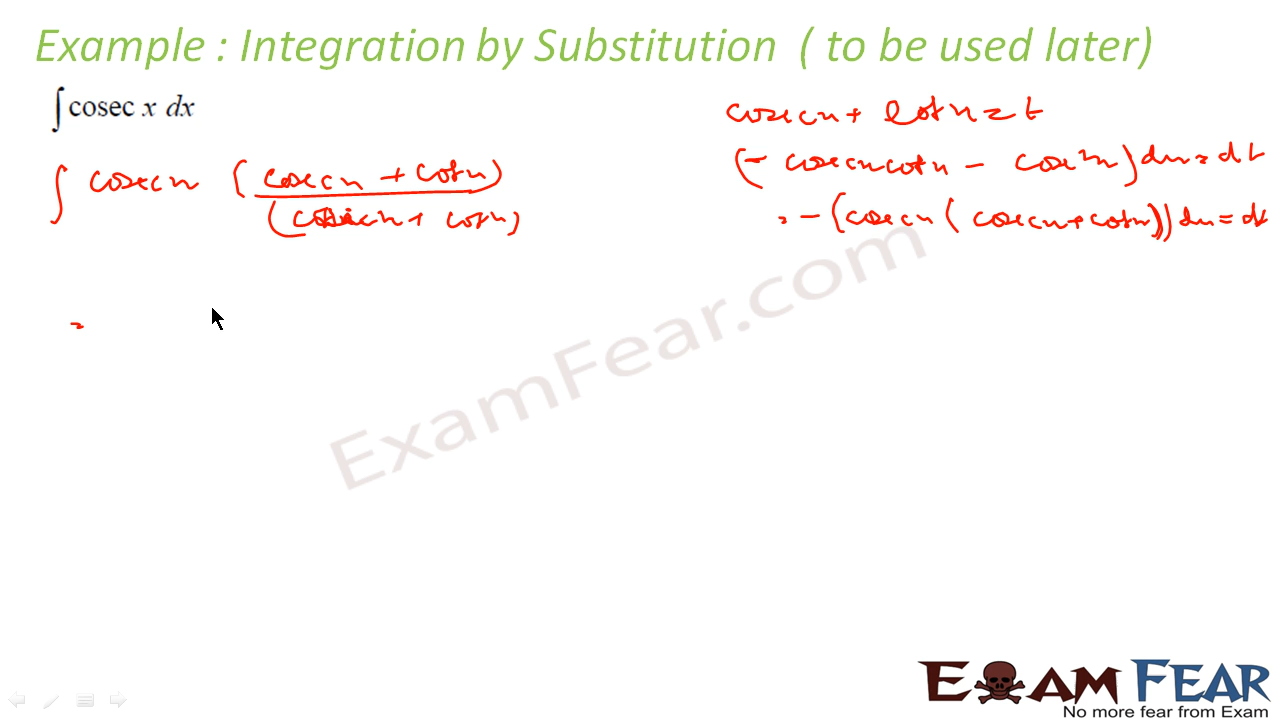 Example : Integration by Substitution ( to be used later)
∫ cosec x dx
cosec x + cot x = t
∫ cosec x (cosec x + cot x)
(cosec x + cot x)
(- cosec x cot x - cosec²x) dx = dt
= - (cosec x (cosec x + cot x)) dx = dt
=
ExamFear.com
EXAM FEAR
No more fear from Exam